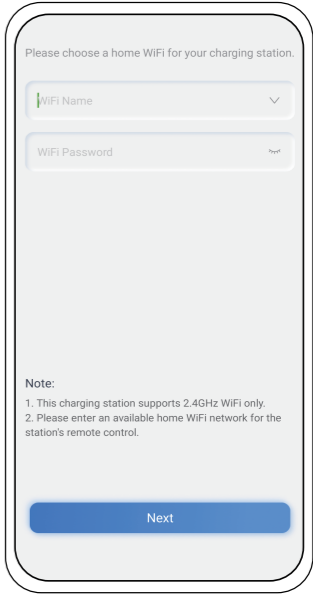 Please choose a home WiFi for your charging station.
WiFi Name
WiFi Password
Note:
1. This charging station supports 2.4GHz WiFi only.
2. Please enter an available home WiFi network for the
station's remote control.
Next